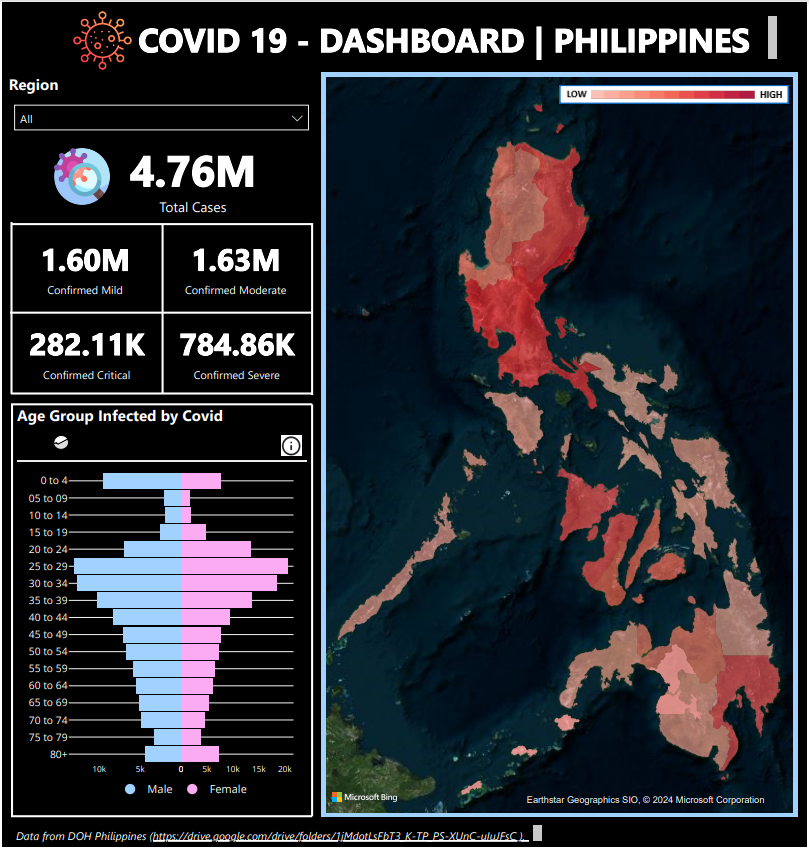 COVID 19 - DASHBOARD | PHILIPPINES
Region
All
4.76M
Total Cases
1.60M
Confirmed Mild
1.63M
Confirmed Moderate
282.11K
Confirmed Critical
784.86K
Confirmed Severe
Age Group Infected by Covid
0 to 4
05 to 09
10 to 14
15 to 19
20 to 24
25 to 29
30 to 34
35 to 39
40 to 44
45 to 49
50 to 54
55 to 59
60 to 64
65 to 69
70 to 74
75 to 79
80+
10k 5k 0 5k 10k 15k 20k
Male Female
LOW HIGH
Microsoft Bing
Earthstar Geographics SIO, © 2024 Microsoft Corporation
Data from DOH Philippines (https://drive.google.com/drive/folders/